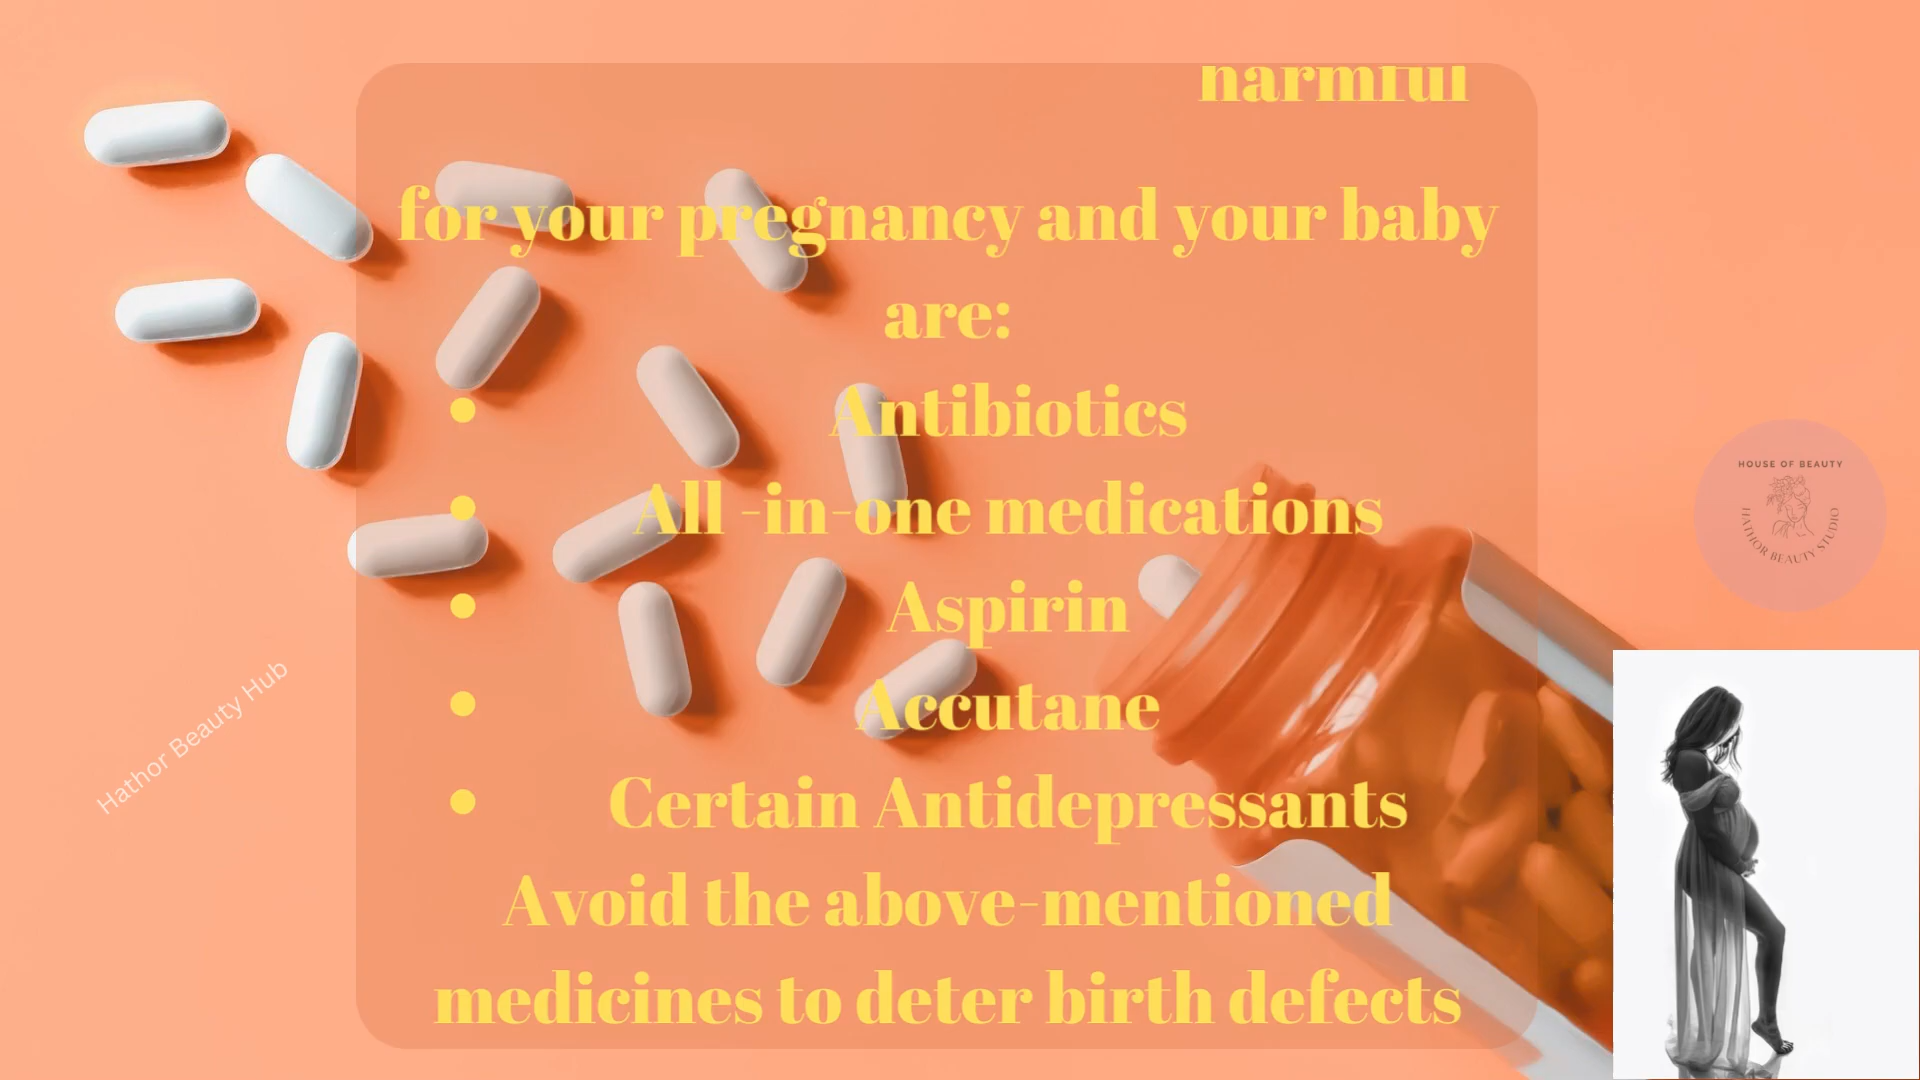 harmful
for your pregnancy and your baby
are:
• Antibiotics
• All -in-one medications
• Aspirin
• Accutane
• Certain Antidepressants
Avoid the above-mentioned
medicines to deter birth defects
Hathor Beauty Hub
HOUSE OF BEAUTY
HATHOR BEAUTY STUDIO